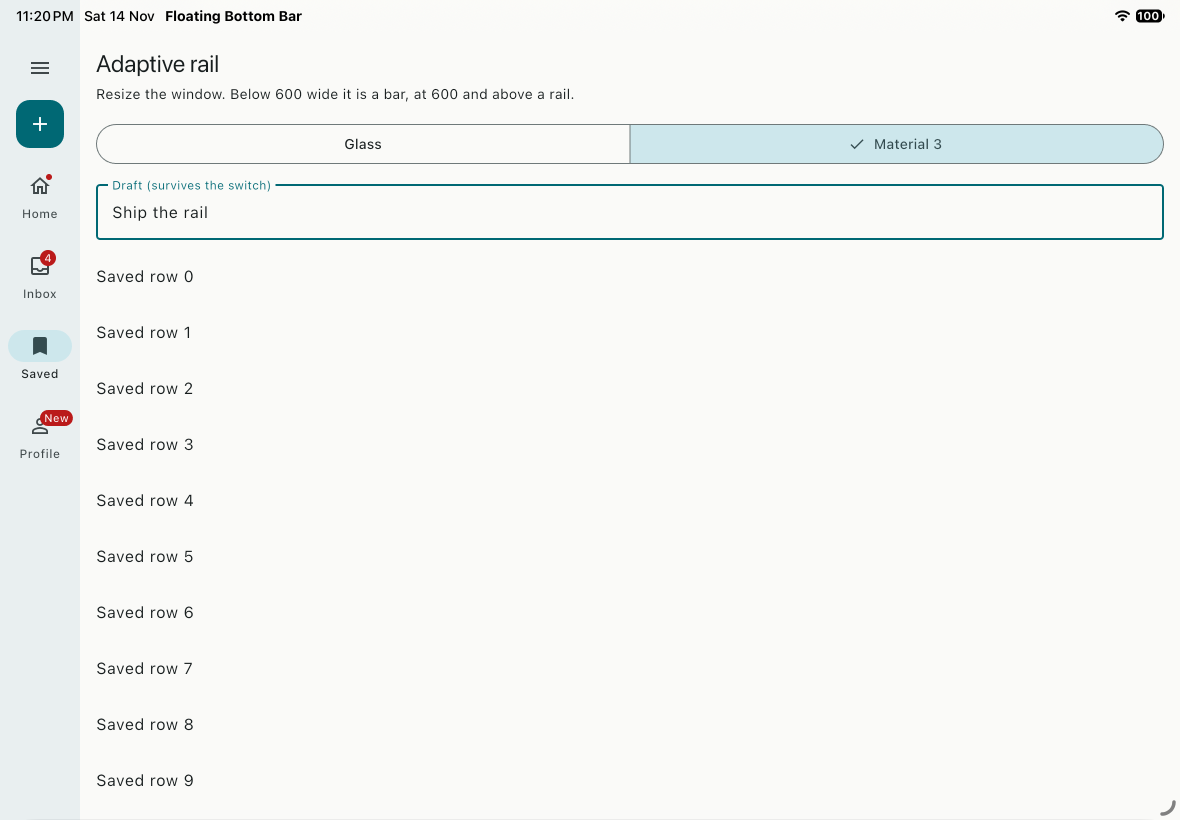 11:20 PM Sat 14 Nov Floating Bottom Bar 100
Adaptive rail
Resize the window. Below 600 wide it is a bar, at 600 and above a rail.
Glass
Material 3
Draft (survives the switch)
Ship the rail
Home
4
Inbox
Saved
New
Profile
Saved row 0
Saved row 1
Saved row 2
Saved row 3
Saved row 4
Saved row 5
Saved row 6
Saved row 7
Saved row 8
Saved row 9